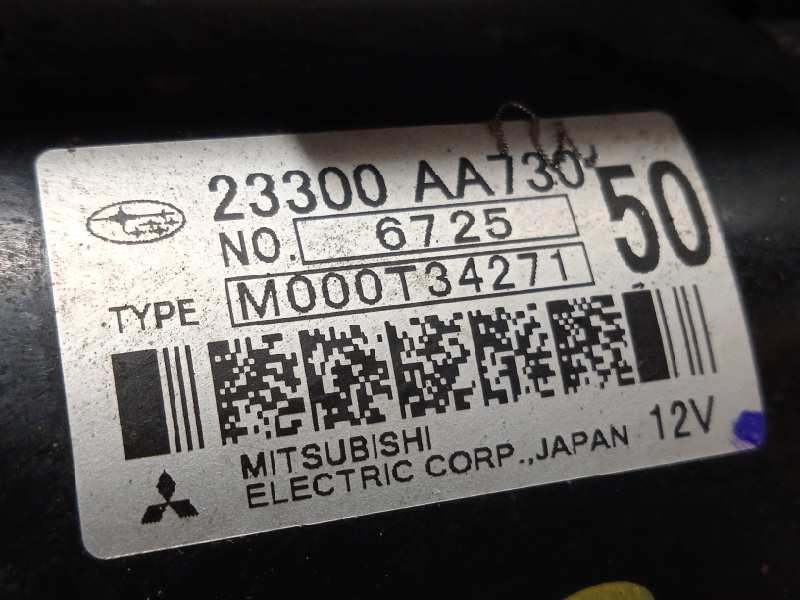 23300 AA730
50
NO. 6725
TYPE M000T34271
MITSUBISHI
ELECTRIC CORP., JAPAN 12V